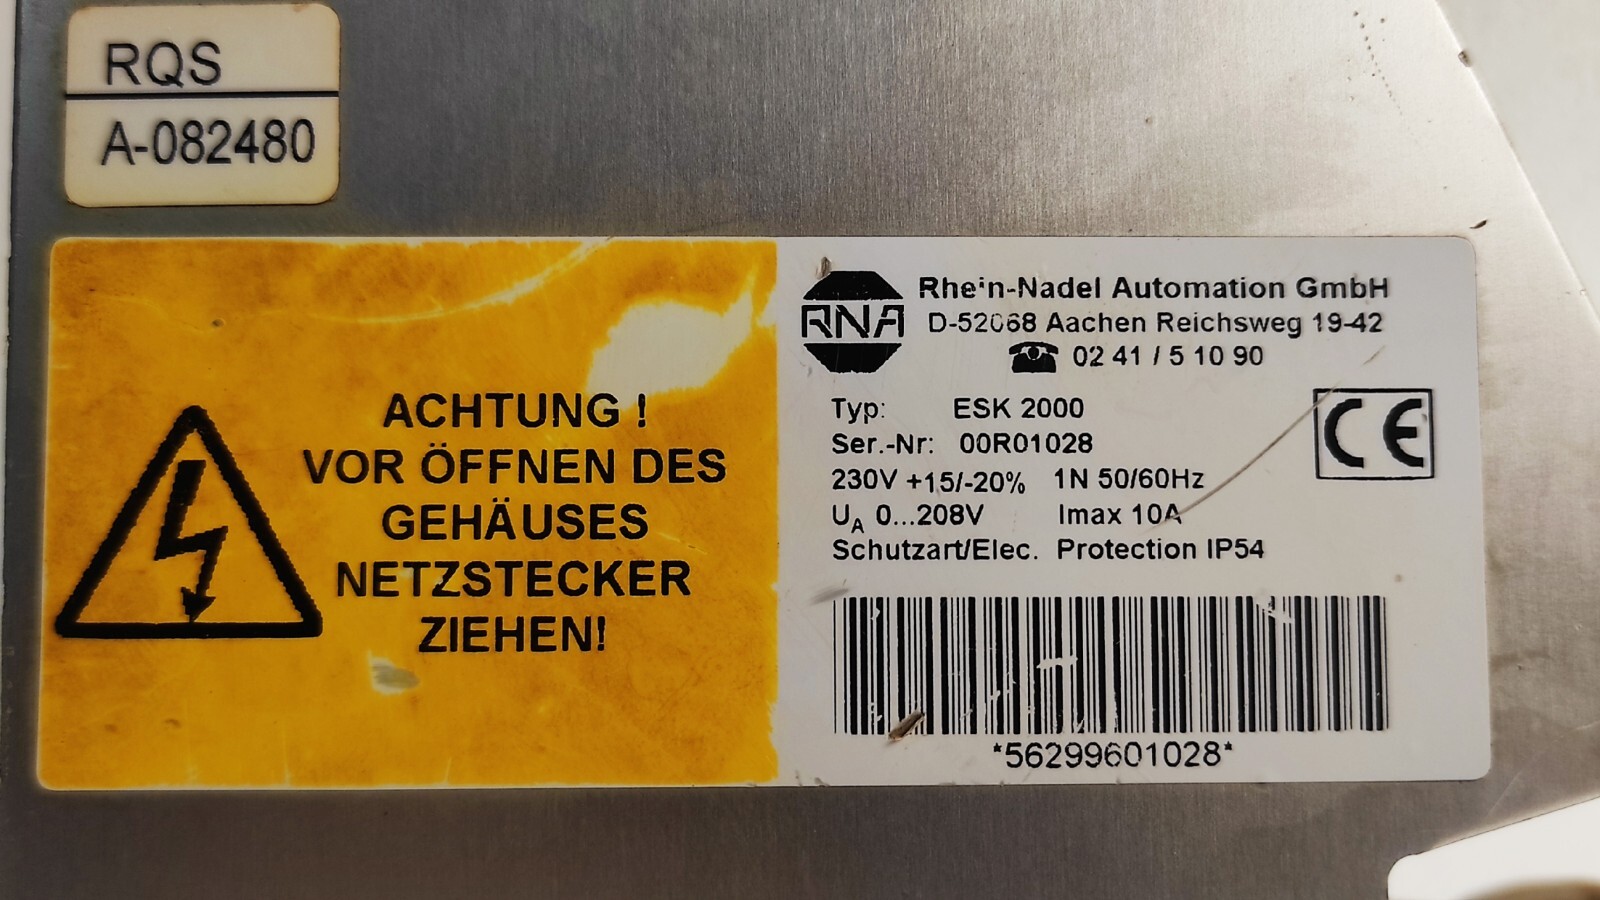 RQS
A-082480
ACHTUNG !
VOR ÖFFNEN DES
GEHÄUSES
NETZSTECKER
ZIEHEN!
RNA
Rhein-Nadel Automation GmbH
D-52068 Aachen Reichsweg 19-42
☎ 02 41 / 5 10 90
Typ: ESK 2000
Ser.-Nr: 00R01028
230V +15/-20% 1N 50/60Hz
UA 0...208V Imax 10A
Schutzart/Elec. Protection IP54
CE
*56299601028*